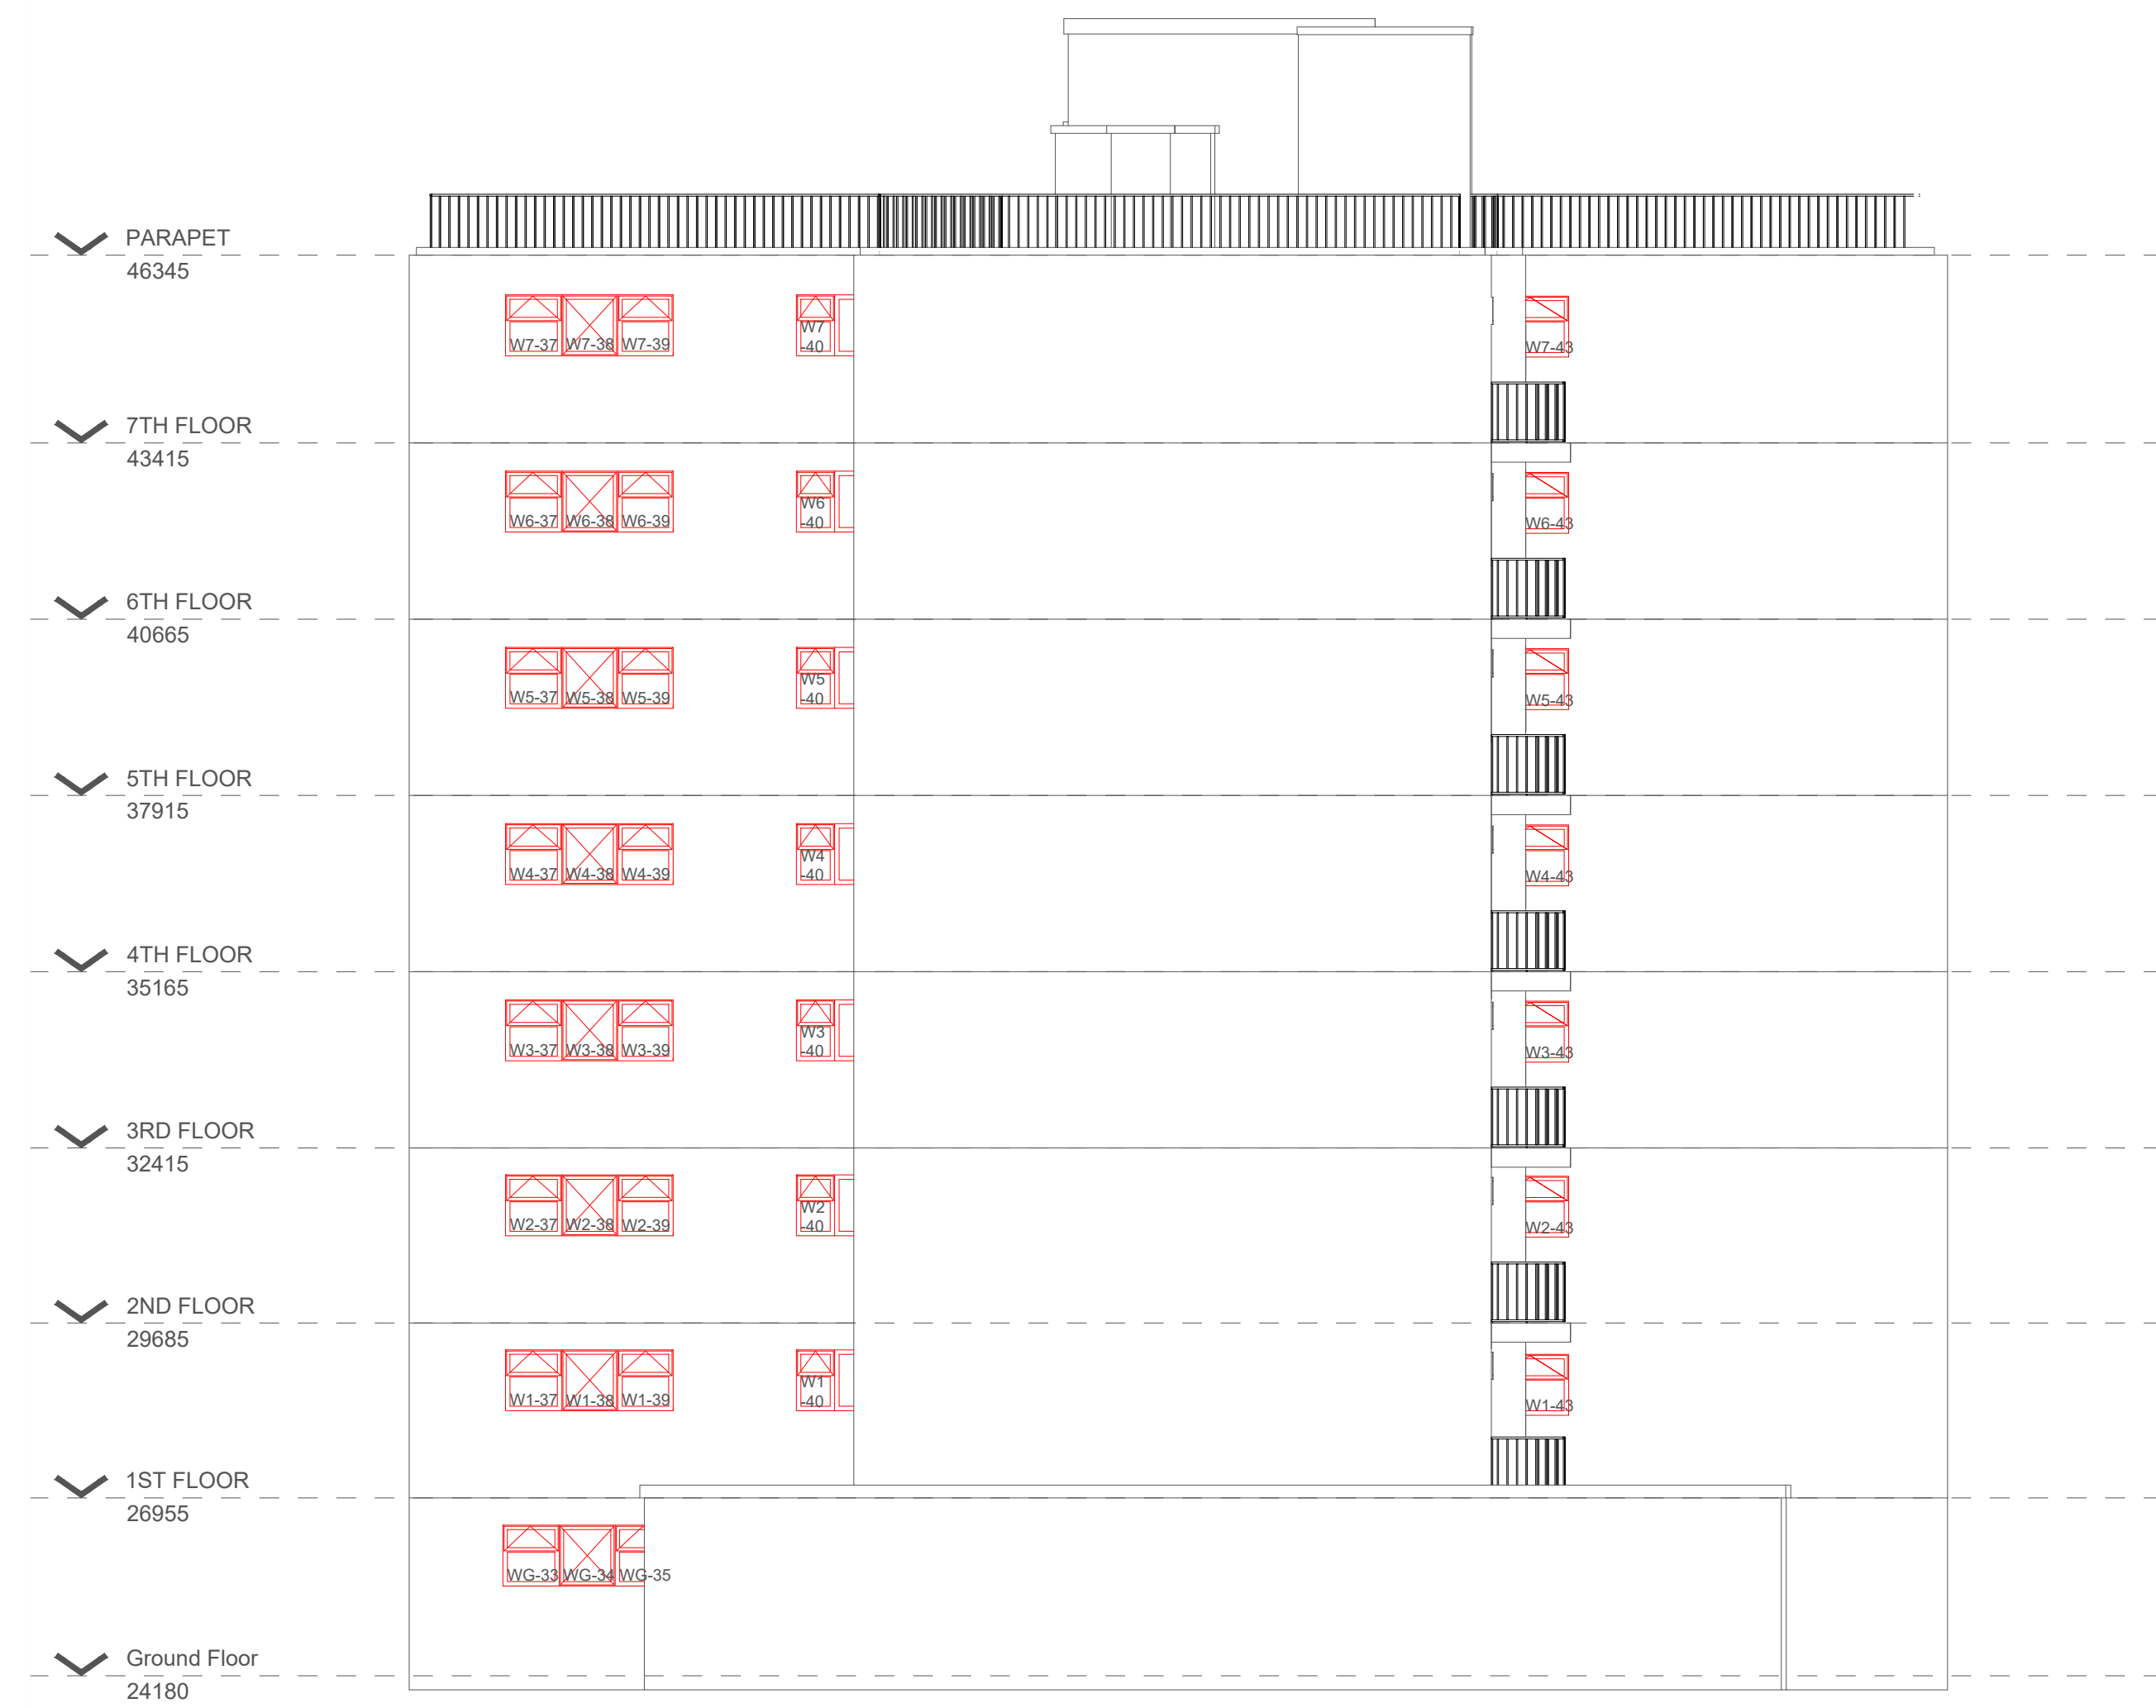 PARAPET
46345
W7-37 W7-38 W7-39
W7
-40
W7-43
7TH FLOOR
43415
W6-37 W6-38 W6-39
W6
-40
W6-43
6TH FLOOR
40665
W5-37 W5-38 W5-39
W5
-40
W5-43
5TH FLOOR
37915
W4-37 W4-38 W4-39
W4
-40
W4-43
4TH FLOOR
35165
W3-37 W3-38 W3-39
W3
-40
W3-43
3RD FLOOR
32415
W2-37 W2-38 W2-39
W2
-40
W2-43
2ND FLOOR
29685
W1-37 W1-38 W1-39
W1
-40
W1-43
1ST FLOOR
26955
WG-33 WG-34 WG-35
Ground Floor
24180